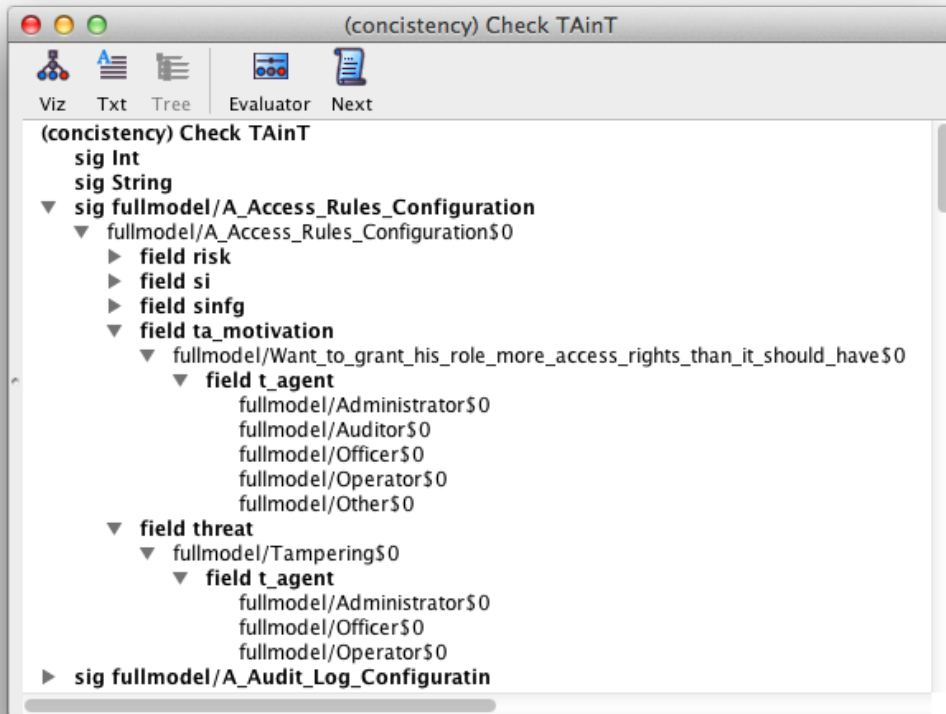 (concistency) Check TAinT
Viz Txt Tree Evaluator Next
(concistency) Check TAinT
sig Int
sig String
sig fullmodel/A_Access_Rules_Configuration
fullmodel/A_Access_Rules_Configuration$0
field risk
field si
field sinfg
field ta_motivation
fullmodel/Want_to_grant_his_role_more_access_rights_than_it_should_have$0
field t_agent
fullmodel/Administrator$0
fullmodel/Auditor$0
fullmodel/Officer$0
fullmodel/Operator$0
fullmodel/Other$0
field threat
fullmodel/Tampering$0
field t_agent
fullmodel/Administrator$0
fullmodel/Officer$0
fullmodel/Operator$0
sig fullmodel/A_Audit_Log_Configuratin